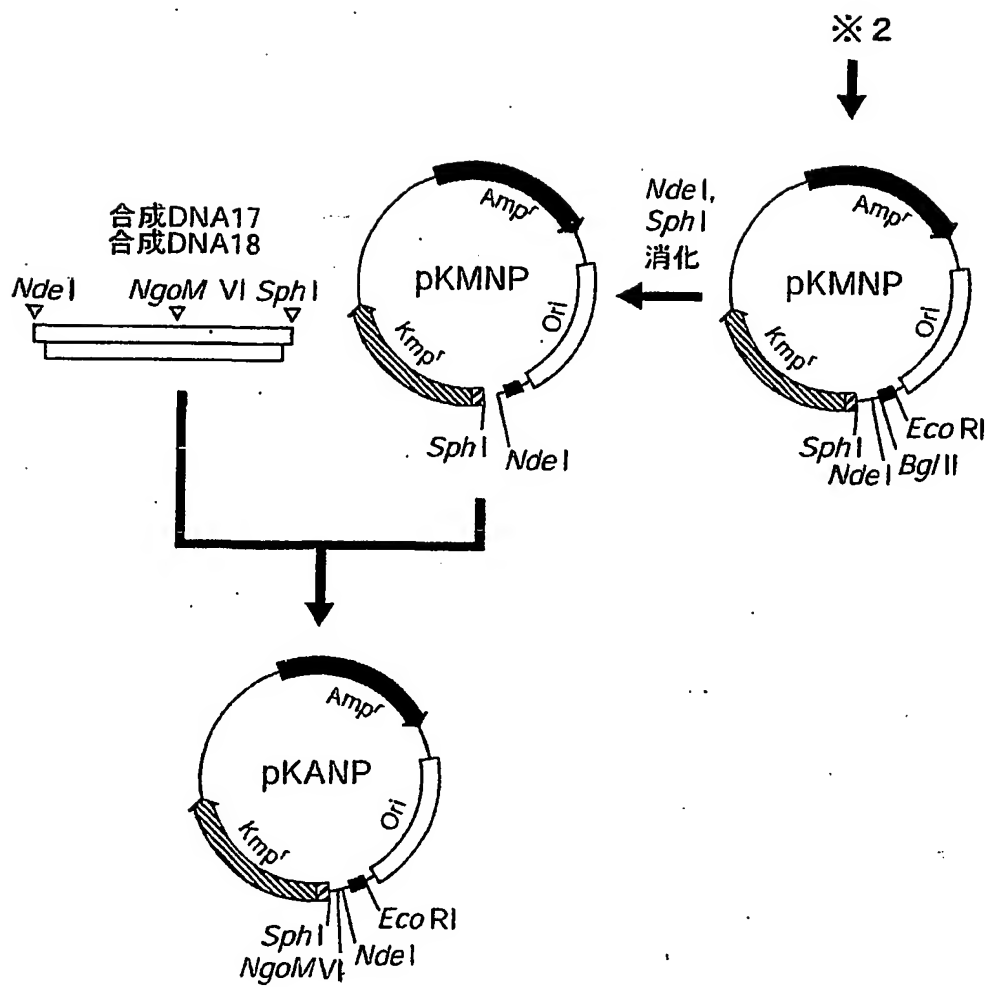 ※2
合成DNA17
合成DNA18
NdeI
NgoM VI
SphI
Ampr
pKMNP
Ori
Kmpr
SphI
NdeI
NdeI,
SphI
消化
Ampr
pKMNP
Ori
Kmpr
SphI
NdeI
BglII
EcoRI
Ampr
pKANP
Ori
Kmpr
SphI
NgoMVI
NdeI
EcoRI